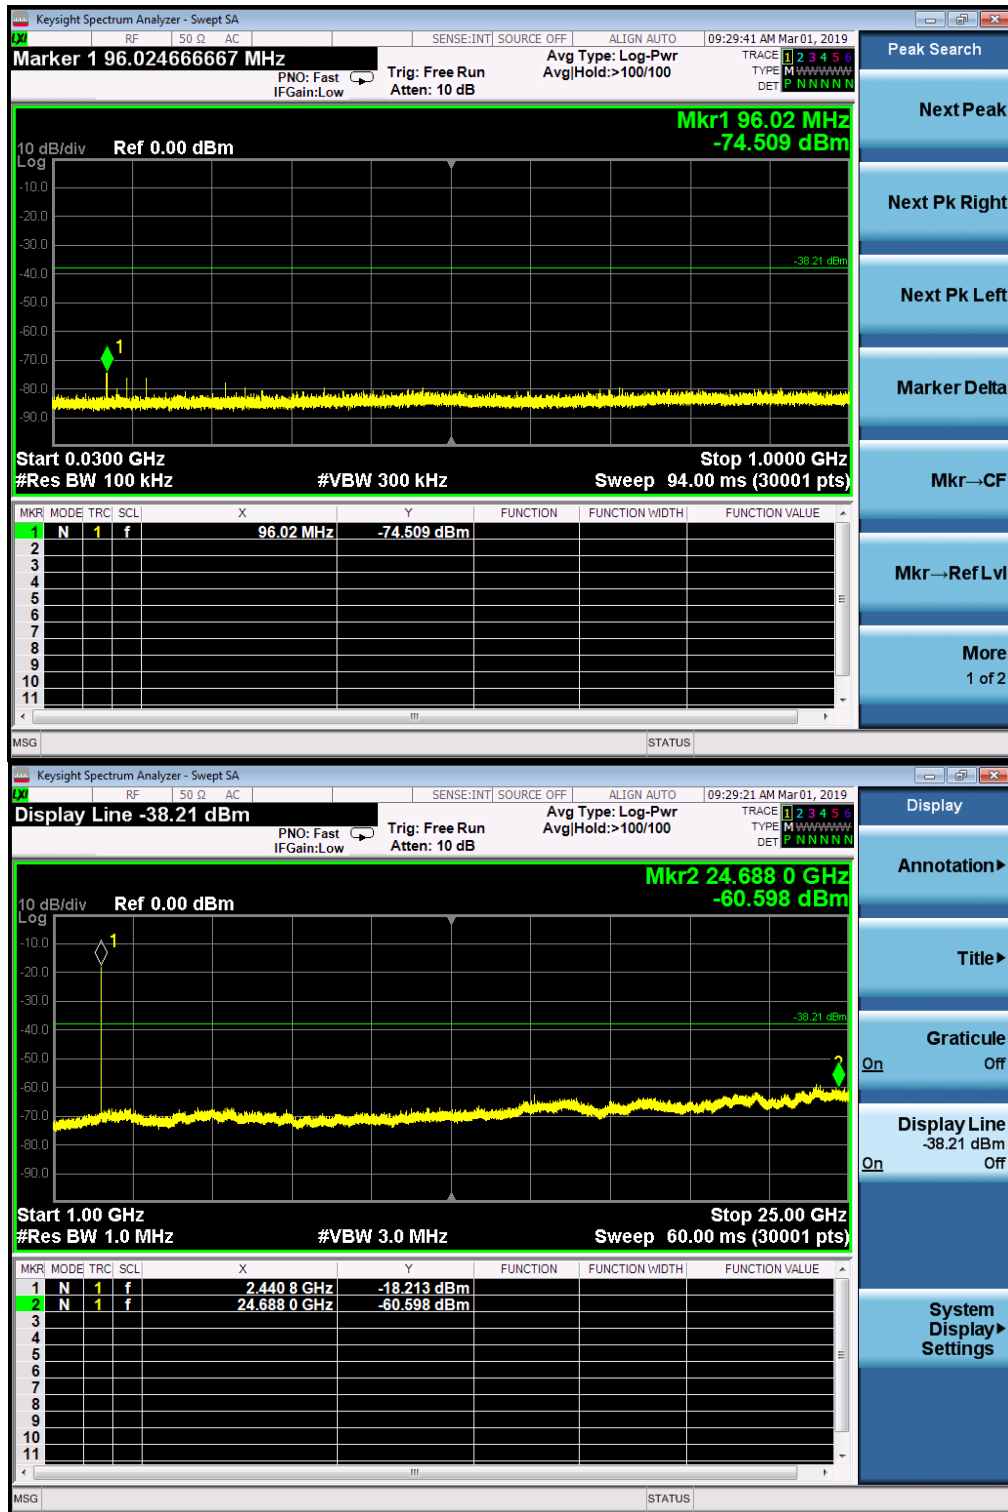 Keysight Spectrum Analyzer - Swept SA
LXI RF 50 Ω AC SENSE:INT SOURCE OFF ALIGN AUTO 09:29:41 AM Mar 01, 2019
Marker 1 96.024666667 MHz
PNO: Fast
IFGain:Low
Trig: Free Run
Atten: 10 dB
Avg Type: Log-Pwr
Avg|Hold:>100/100
TRACE 1 2 3 4 5 6
TYPE M WWWWW
DET P N N N N N
Mkr1 96.02 MHz
-74.509 dBm
10 dB/div Ref 0.00 dBm
Log
-10.0
-20.0
-30.0
-38.21 dBm
-40.0
-50.0
-60.0
1
-70.0
-80.0
-90.0
Start 0.0300 GHz Stop 1.0000 GHz
#Res BW 100 kHz #VBW 300 kHz Sweep 94.00 ms (30001 pts)
MKR MODE TRC SCL X Y FUNCTION FUNCTION WIDTH FUNCTION VALUE
1 N 1 f 96.02 MHz -74.509 dBm
2
3
4
5
6
7
8
9
10
11
MSG STATUS
Peak Search
Next Peak
Next Pk Right
Next Pk Left
Marker Delta
Mkr→CF
Mkr→Ref Lvl
More
1 of 2
Keysight Spectrum Analyzer - Swept SA
LXI RF 50 Ω AC SENSE:INT SOURCE OFF ALIGN AUTO 09:29:21 AM Mar 01, 2019
Display Line -38.21 dBm
PNO: Fast
IFGain:Low
Trig: Free Run
Atten: 10 dB
Avg Type: Log-Pwr
Avg|Hold:>100/100
TRACE 1 2 3 4 5 6
TYPE M WWWWW
DET P N N N N N
Mkr2 24.688 0 GHz
-60.598 dBm
10 dB/div Ref 0.00 dBm
Log
-10.0
1
-20.0
-30.0
-38.21 dBm
-40.0
-50.0
2
-60.0
-70.0
-80.0
-90.0
Start 1.00 GHz Stop 25.00 GHz
#Res BW 1.0 MHz #VBW 3.0 MHz Sweep 60.00 ms (30001 pts)
MKR MODE TRC SCL X Y FUNCTION FUNCTION WIDTH FUNCTION VALUE
1 N 1 f 2.440 8 GHz -18.213 dBm
2 N 1 f 24.688 0 GHz -60.598 dBm
3
4
5
6
7
8
9
10
11
MSG STATUS
Display
Annotation
Title
Graticule
On Off
Display Line
-38.21 dBm
On Off
System
Display
Settings